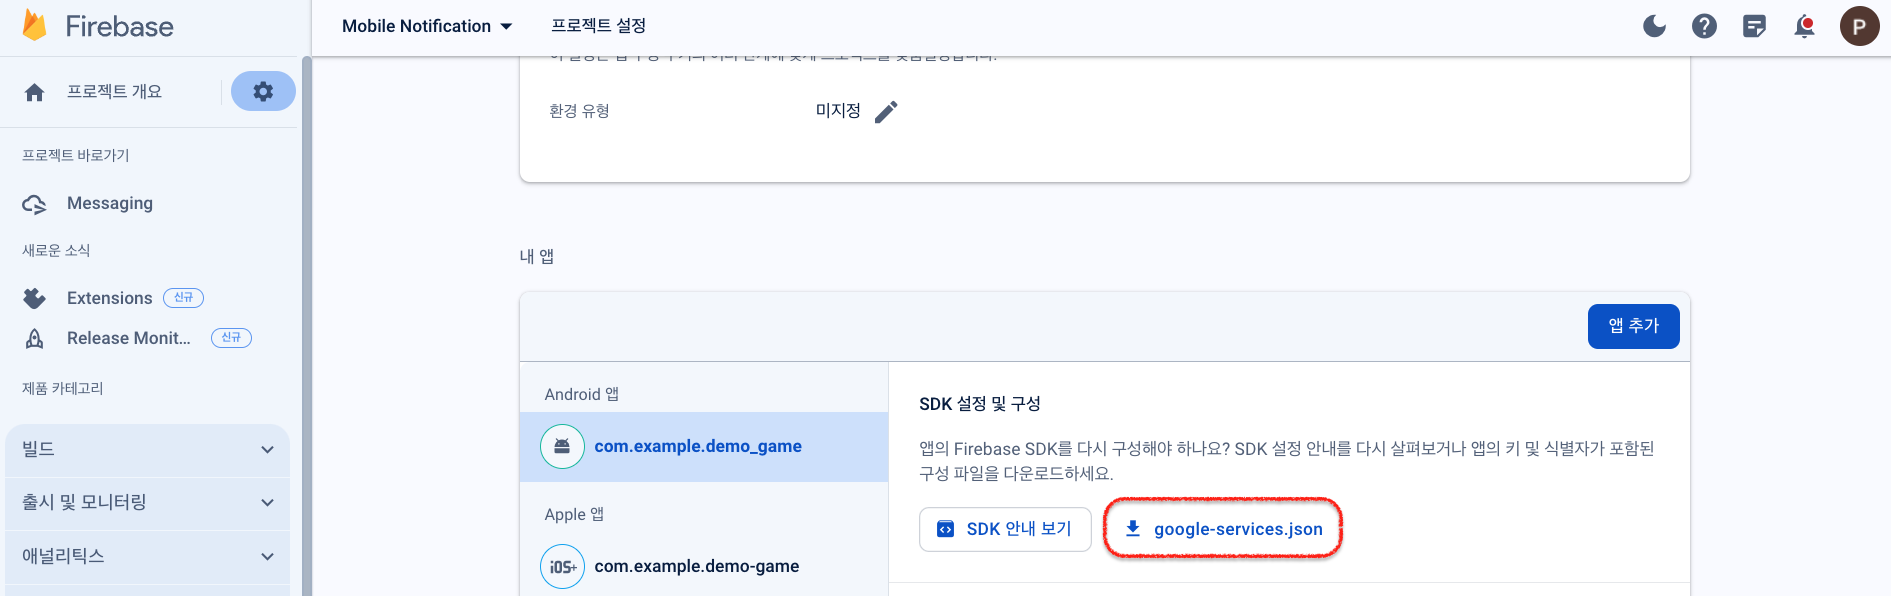 Firebase
Mobile Notification
프로젝트 설정
P
프로젝트 개요
프로젝트 바로가기
Messaging
새로운 소식
Extensions 신규
Release Monit... 신규
제품 카테고리
빌드
출시 및 모니터링
애널리틱스
환경 유형
미지정
내 앱
앱 추가
Android 앱
com.example.demo_game
Apple 앱
iOS+
com.example.demo-game
SDK 설정 및 구성
앱의 Firebase SDK를 다시 구성해야 하나요? SDK 설정 안내를 다시 살펴보거나 앱의 키 및 식별자가 포함된
구성 파일을 다운로드하세요.
SDK 안내 보기
google-services.json